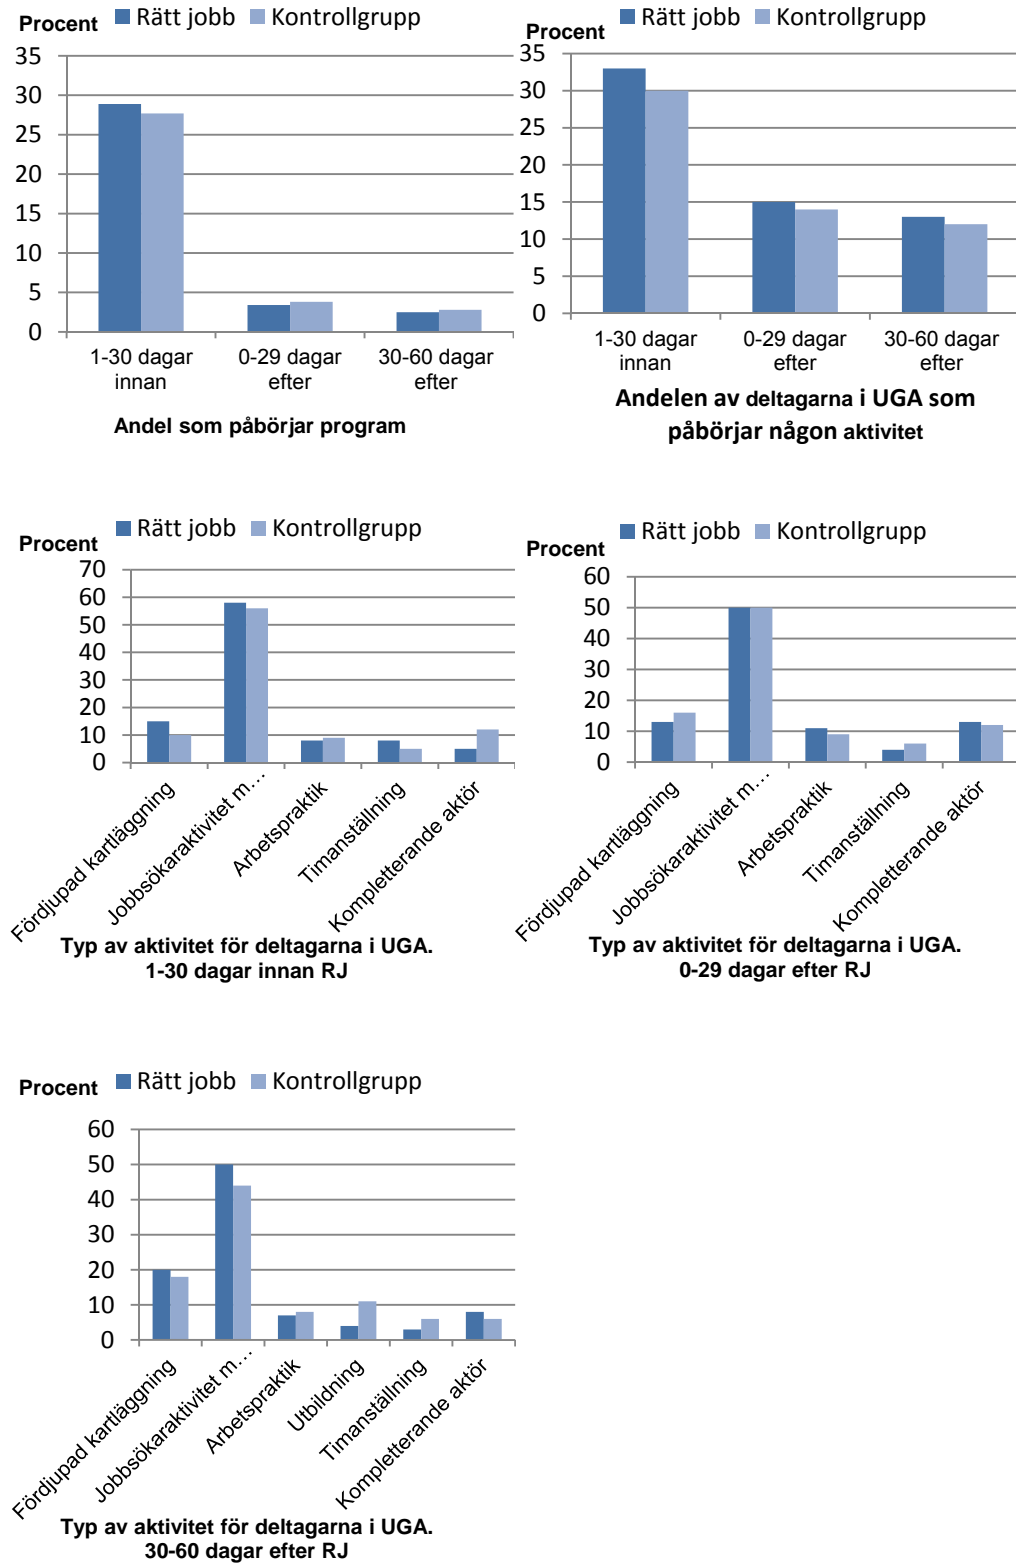 Procent Rätt jobb Kontrollgrupp
35
30
25
20
15
10
5
0
1-30 dagar innan
0-29 dagar efter
30-60 dagar efter
Andel som påbörjar program
Procent Rätt jobb Kontrollgrupp
35
30
25
20
15
10
5
0
1-30 dagar innan
0-29 dagar efter
30-60 dagar efter
Andelen av deltagarna i UGA som
påbörjar någon aktivitet
Procent Rätt jobb Kontrollgrupp
70
60
50
40
30
20
10
0
Fördjupad kartläggning
Jobbsökaraktivitet m…
Arbetspraktik
Timanställning
Kompletterande aktör
Typ av aktivitet för deltagarna i UGA.
1-30 dagar innan RJ
Procent Rätt jobb Kontrollgrupp
60
50
40
30
20
10
0
Fördjupad kartläggning
Jobbsökaraktivitet m…
Arbetspraktik
Timanställning
Kompletterande aktör
Typ av aktivitet för deltagarna i UGA.
0-29 dagar efter RJ
Procent Rätt jobb Kontrollgrupp
60
50
40
30
20
10
0
Fördjupad kartläggning
Jobbsökaraktivitet m…
Arbetspraktik
Utbildning
Timanställning
Kompletterande aktör
Typ av aktivitet för deltagarna i UGA.
30-60 dagar efter RJ